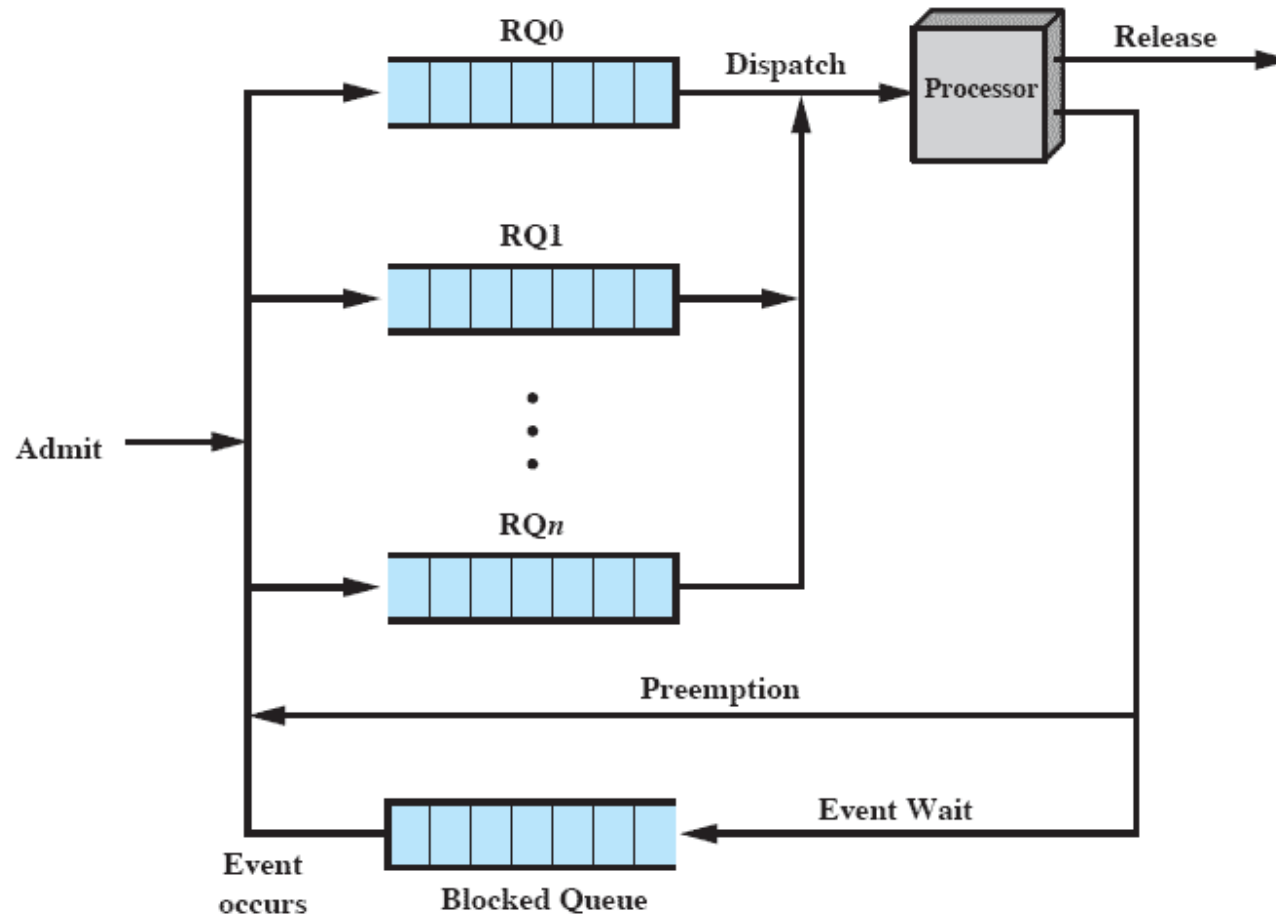 RQ0
Release
Dispatch
Processor
RQ1
Admit
RQn
Preemption
Event Wait
Event
occurs
Blocked Queue